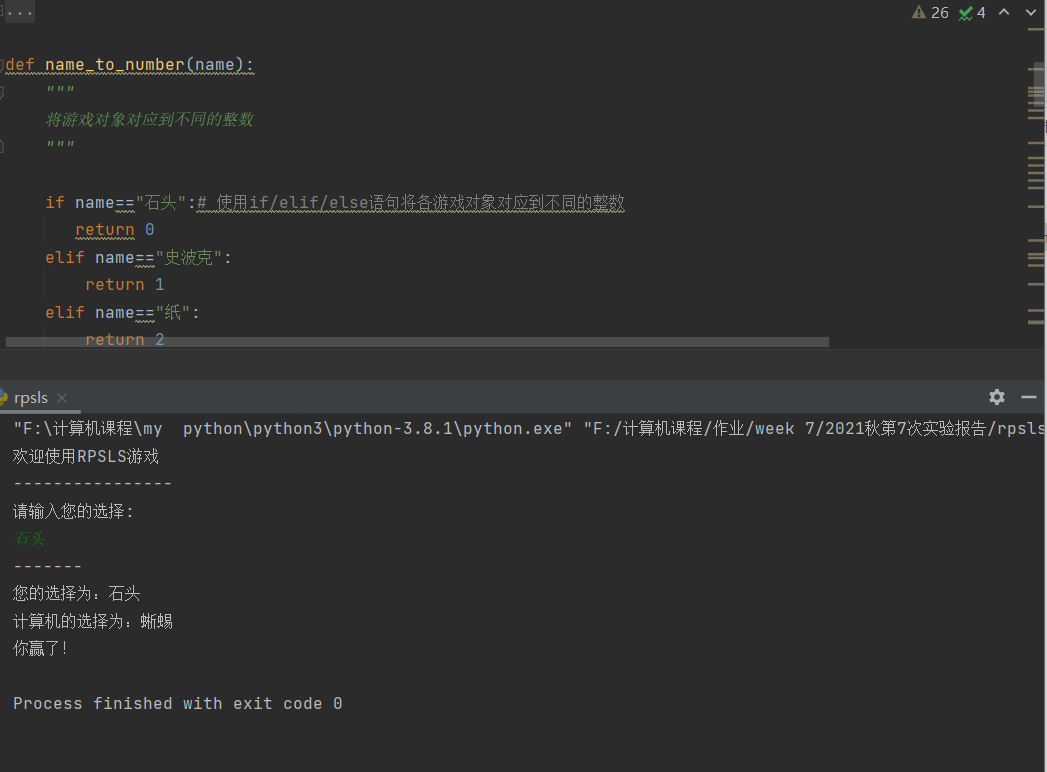 ...
26 4
def name_to_number(name):
"""
将游戏对象对应到不同的整数
"""
if name=="石头":# 使用if/elif/else语句将各游戏对象对应到不同的整数
return 0
elif name=="史波克":
return 1
elif name=="纸":
return 2
rpsls
"F:\计算机课程\my  python\python3\python-3.8.1\python.exe" "F:/计算机课程/作业/week 7/2021秋第7次实验报告/rpsls
欢迎使用RPSLS游戏
----------------
请输入您的选择:
石头
-------
您的选择为: 石头
计算机的选择为: 蜥蜴
你赢了!
Process finished with exit code 0